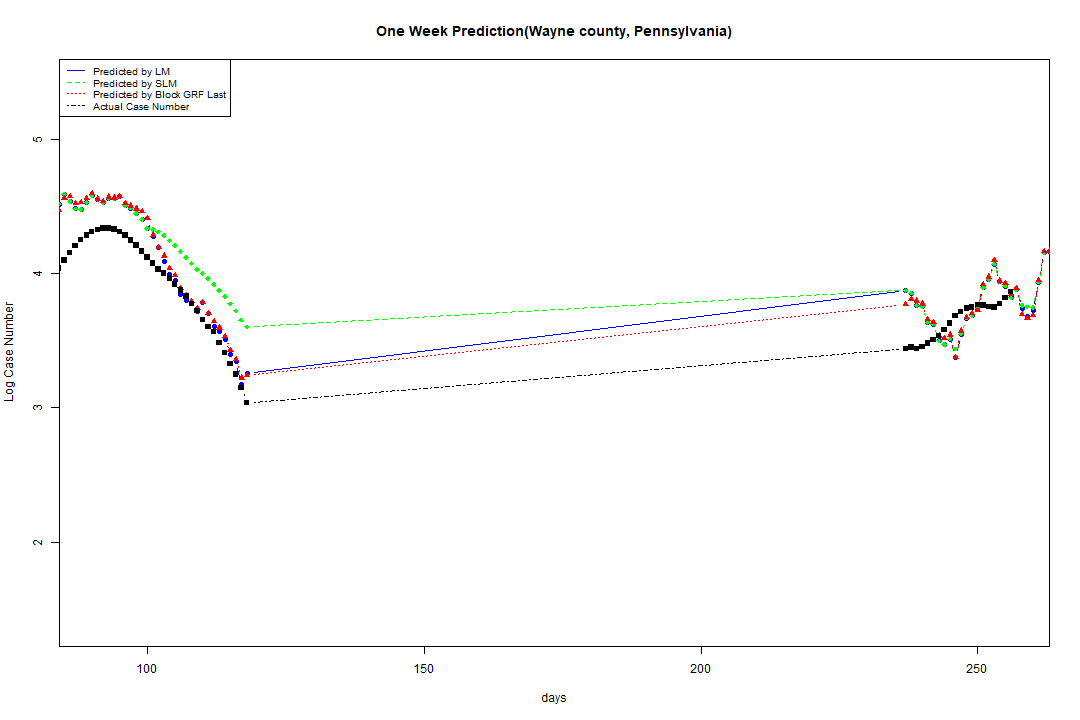 One Week Prediction(Wayne county, Pennsylvania)
Predicted by LM
Predicted by SLM
Predicted by Block GRF Last
Actual Case Number
5
4
3
2
Log Case Number
100 150 200 250
days